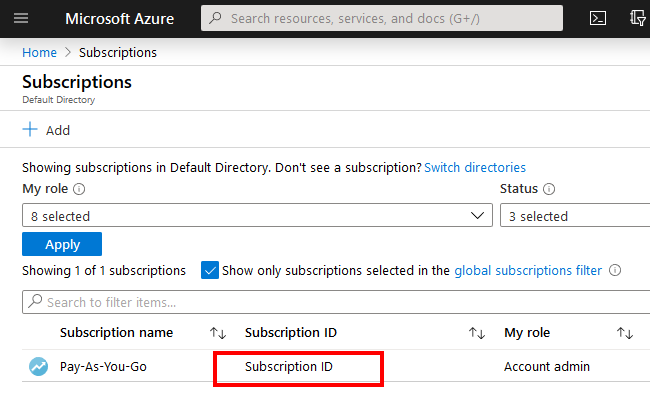 Microsoft Azure
Search resources, services, and docs (G+/)
Home > Subscriptions
Subscriptions
Default Directory
+ Add
Showing subscriptions in Default Directory. Don't see a subscription? Switch directories
My role Status
8 selected 3 selected
Apply
Showing 1 of 1 subscriptions Show only subscriptions selected in the global subscriptions filter
Search to filter items...
Subscription name Subscription ID My role
Pay-As-You-Go Subscription ID Account admin